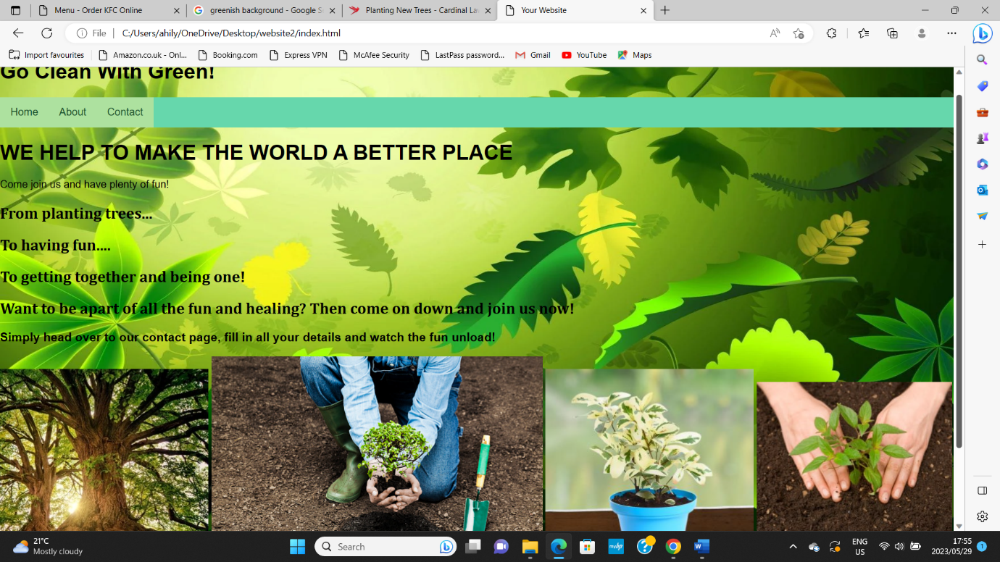 Menu - Order KFC Online
greenish background - Google S
Planting New Trees - Cardinal La
Your Website
File
C:/Users/ahily/OneDrive/Desktop/website2/index.html
Import favourites
Amazon.co.uk - Onl...
Booking.com
Express VPN
McAfee Security
LastPass password...
Gmail
YouTube
Maps
Go Clean With Green!
Home
About
Contact
WE HELP TO MAKE THE WORLD A BETTER PLACE
Come join us and have plenty of fun!
From planting trees...
To having fun....
To getting together and being one!
Want to be apart of all the fun and healing? Then come on down and join us now!
Simply head over to our contact page, fill in all your details and watch the fun unload!
21°C
Mostly cloudy
Search
myhp
ENG
US
17:55
2023/05/29
1